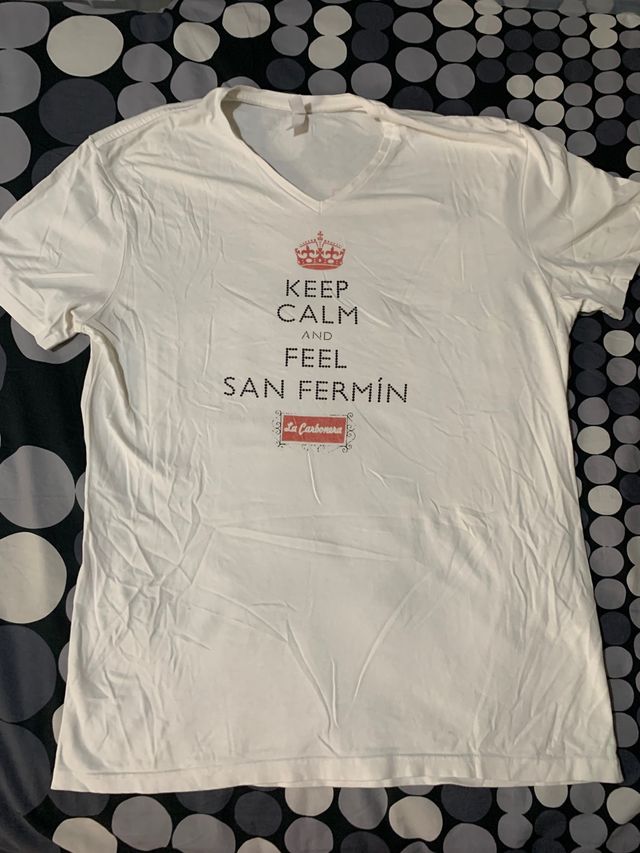 KEEP
CALM
AND
FEEL
SAN FERMÍN
La Carbonera